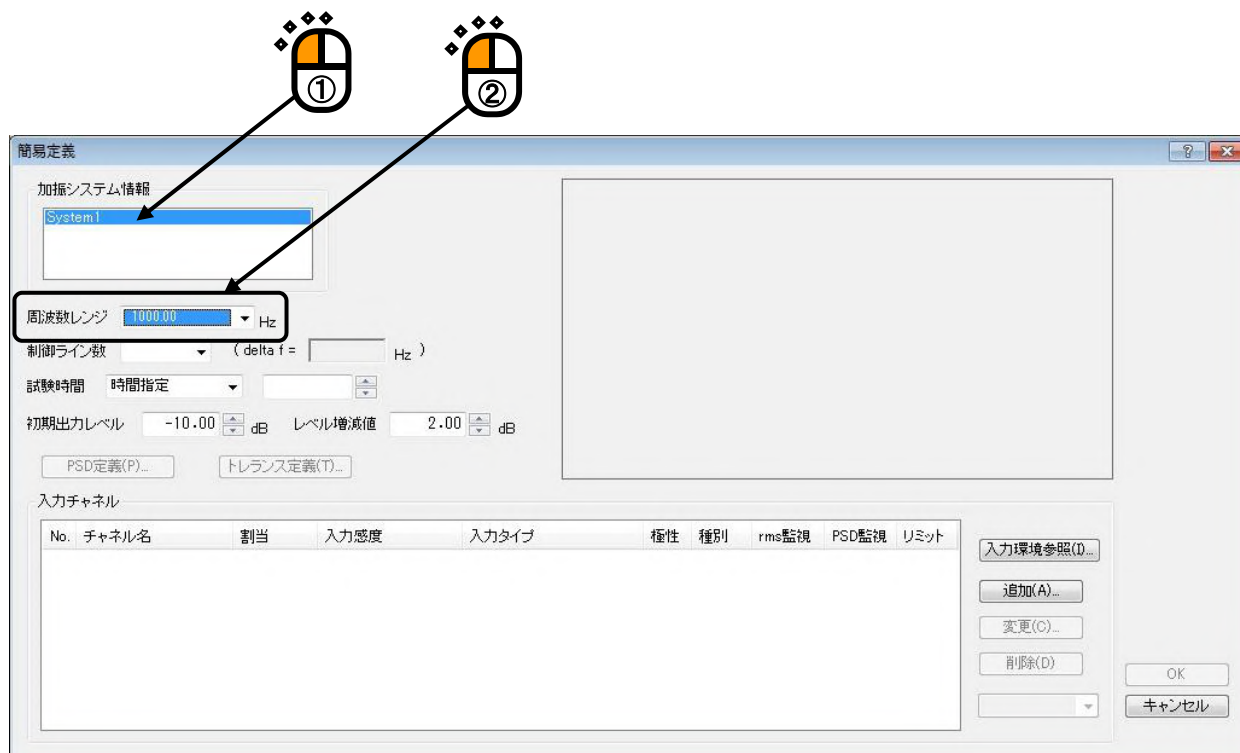 ① ②
簡易定義
加振システム情報
System1
周波数レンジ 1000.00 Hz
制御ライン数 ( delta f = Hz )
試験時間 時間指定
初期出力レベル -10.00 dB レベル増減値 2.00 dB
PSD定義(P)... トレランス定義(T)...
入力チャネル
No. チャネル名 割当 入力感度 入力タイプ 極性 種別 rms監視 PSD監視 リミット
入力環境参照(I)...
追加(A)...
変更(C)...
削除(D)
OK
キャンセル